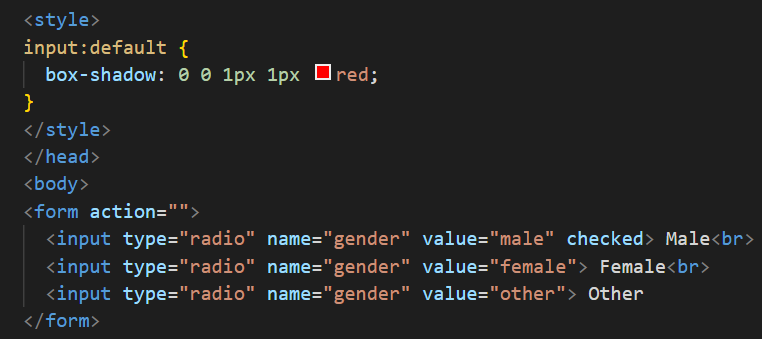 <style>
input:default {
  box-shadow: 0 0 1px 1px red;
}
</style>
</head>
<body>
<form action="">
  <input type="radio" name="gender" value="male" checked> Male<br>
  <input type="radio" name="gender" value="female"> Female<br>
  <input type="radio" name="gender" value="other"> Other
</form>